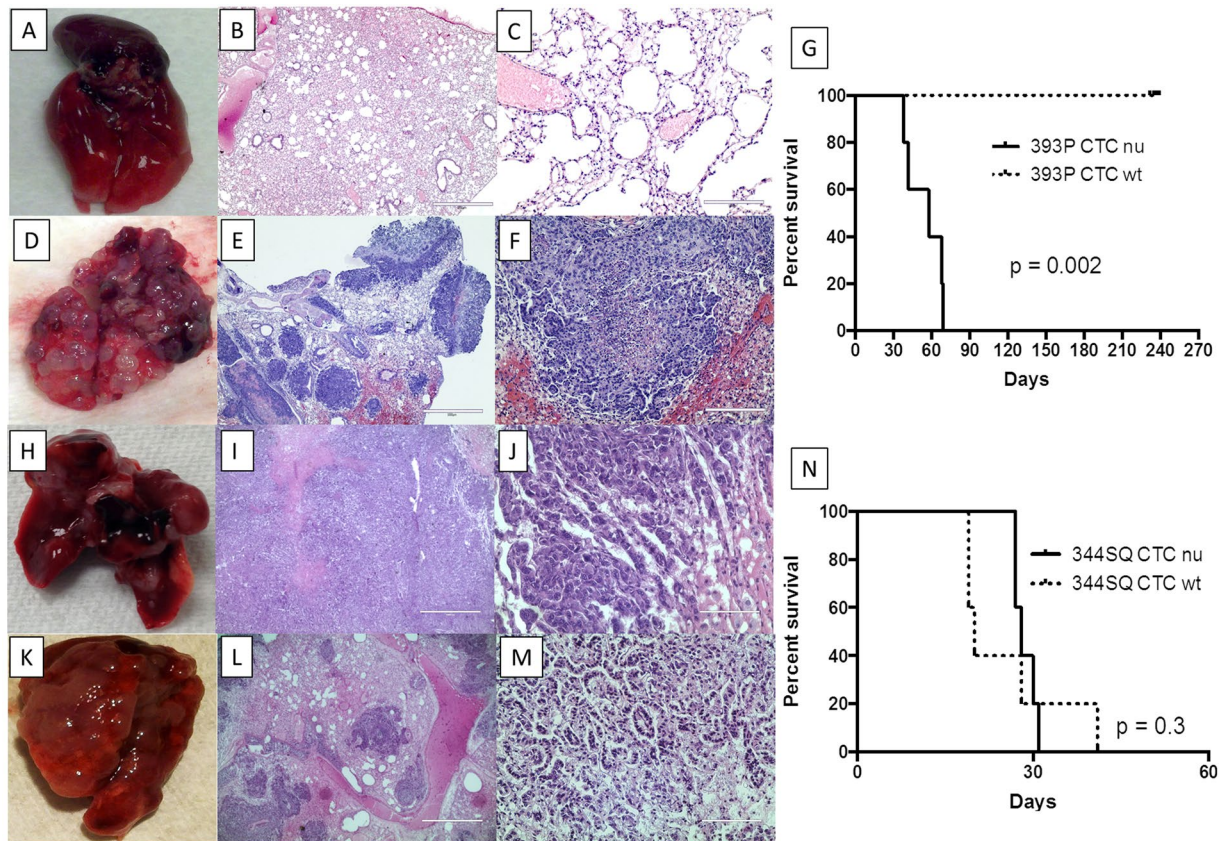 A
B
C
D
E
F
H
I
J
K
L
M
G
Percent survival
100
80
60
40
20
0
393P CTC nu
393P CTC wt
p = 0.002
0 30 60 90 120 150 180 210 240 270
Days
N
Percent survival
100
80
60
40
20
0
344SQ CTC nu
344SQ CTC wt
p = 0.3
0 30 60
Days